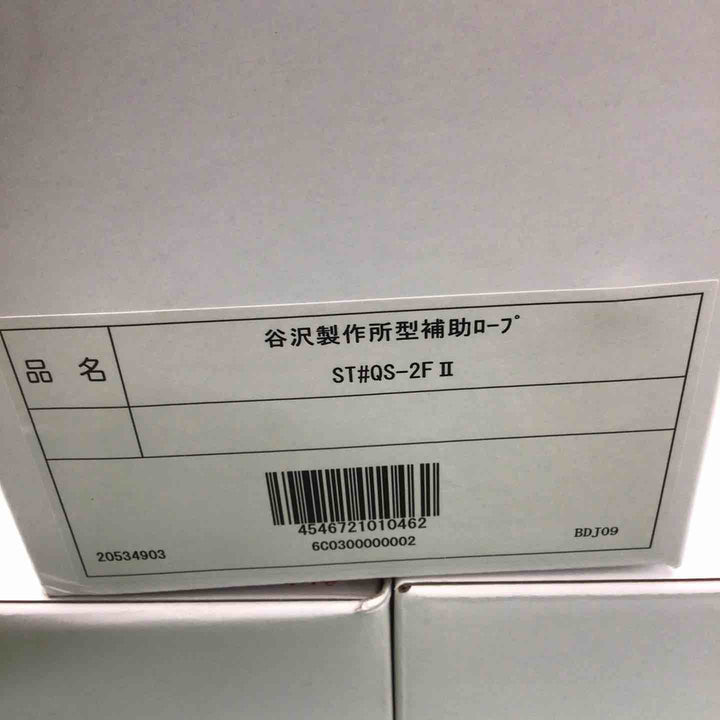 谷沢製作所型補助ﾛｰﾌﾟ
品 名
ST#QS-2FⅡ
4546721010462
6C0300000002
20534903
BDJ09